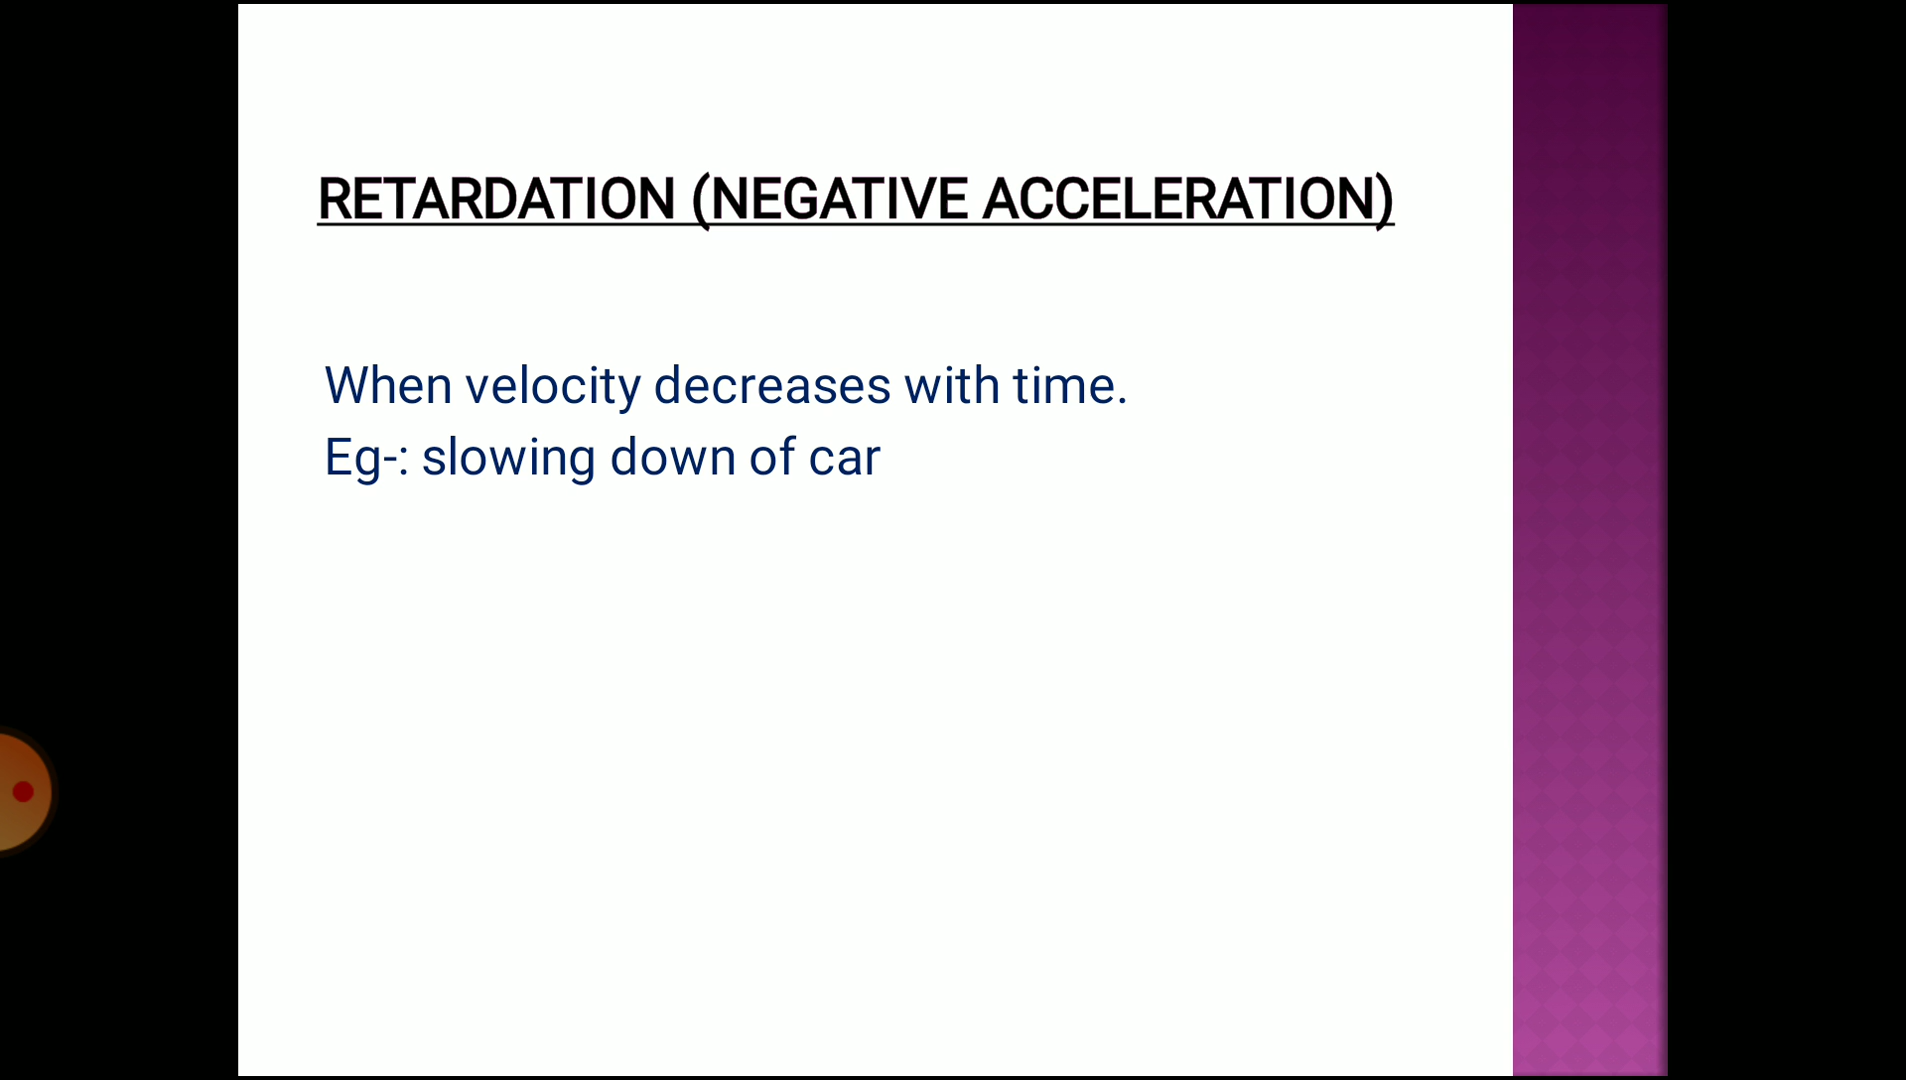 RETARDATION (NEGATIVE ACCELERATION)
When velocity decreases with time.
Eg-: slowing down of car